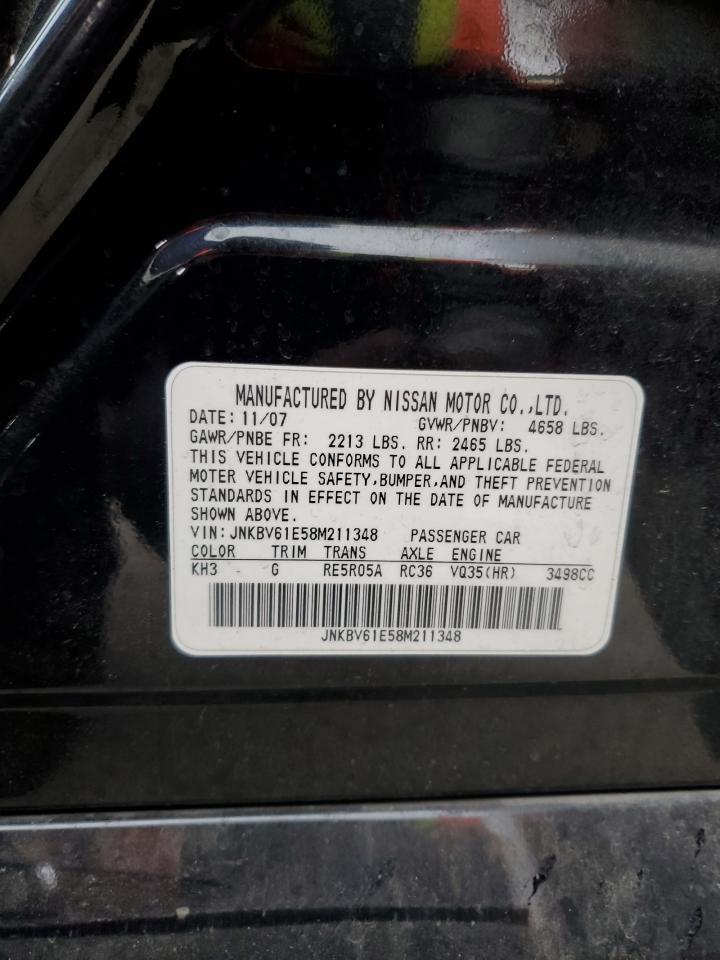 MANUFACTURED BY NISSAN MOTOR CO.,LTD.
DATE: 11/07 GVWR/PNBV: 4658 LBS.
GAWR/PNBE FR: 2213 LBS. RR: 2465 LBS.
THIS VEHICLE CONFORMS TO ALL APPLICABLE FEDERAL
MOTER VEHICLE SAFETY,BUMPER,AND THEFT PREVENTION
STANDARDS IN EFFECT ON THE DATE OF MANUFACTURE
SHOWN ABOVE.
VIN: JNKBV61E58M211348 PASSENGER CAR
COLOR TRIM TRANS AXLE ENGINE
KH3 - G RE5R05A RC36 VQ35(HR) 3498CC
JNKBV61E58M211348